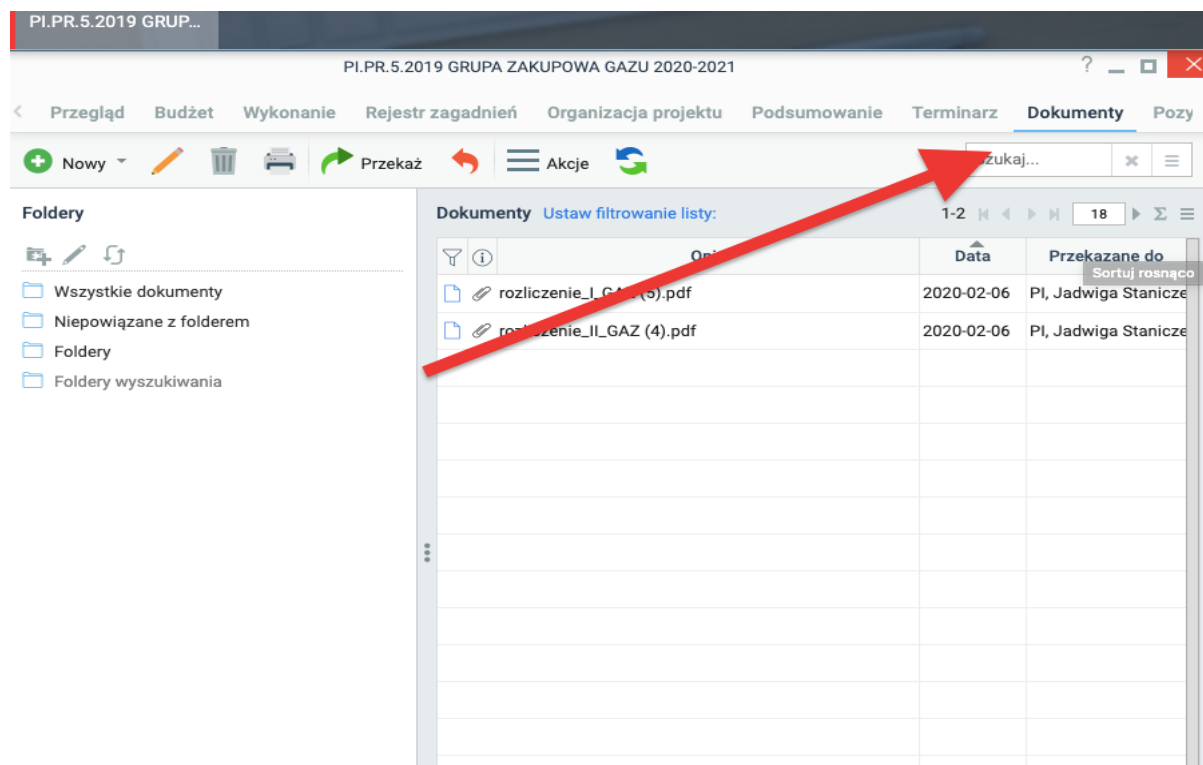 PI.PR.5.2019 GRUP...
PI.PR.5.2019 GRUPA ZAKUPOWA GAZU 2020-2021
Przegląd Budżet Wykonanie Rejestr zagadnień Organizacja projektu Podsumowanie Terminarz Dokumenty Pozy
Nowy Przekaż Akcje
Foldery
Dokumenty Ustaw filtrowanie listy: 1-2 18
Data Przekazane do
Sortuj rosnąco
Wszystkie dokumenty
Niepowiązane z folderem
Foldery
Foldery wyszukiwania
(5).pdf 2020-02-06 PI, Jadwiga Stanicze
rozliczenie_II_GAZ (4).pdf 2020-02-06 PI, Jadwiga Stanicze